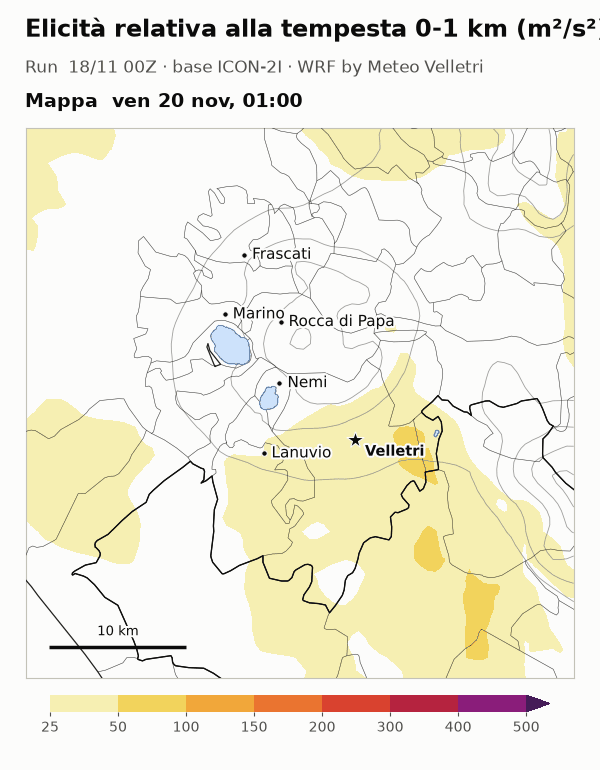 Elicità relativa alla tempesta 0-1 km (m²/s²)
Run 18/11 00Z · base ICON-2I · WRF by Meteo Velletri
Mappa ven 20 nov, 01:00
Frascati
Marino
Rocca di Papa
Nemi
Velletri
Lanuvio
10 km
25 50 100 150 200 300 400 500